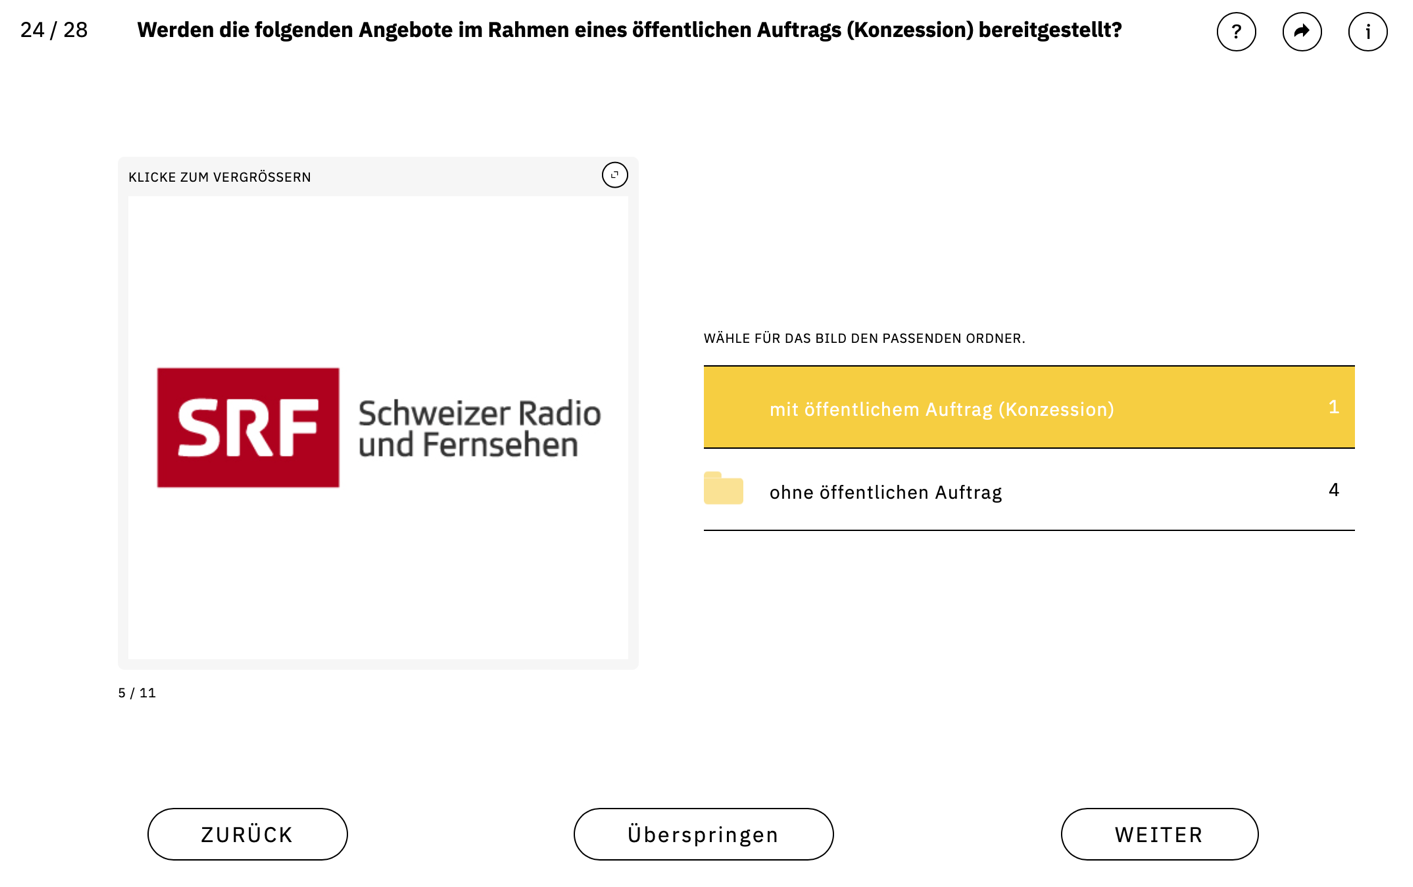 24 / 28
Werden die folgenden Angebote im Rahmen eines öffentlichen Auftrags (Konzession) bereitgestellt?
?
i
KLICKE ZUM VERGRÖSSERN
SRF
Schweizer Radio
und Fernsehen
5 / 11
WÄHLE FÜR DAS BILD DEN PASSENDEN ORDNER.
mit öffentlichem Auftrag (Konzession) 1
ohne öffentlichen Auftrag 4
ZURÜCK
Überspringen
WEITER